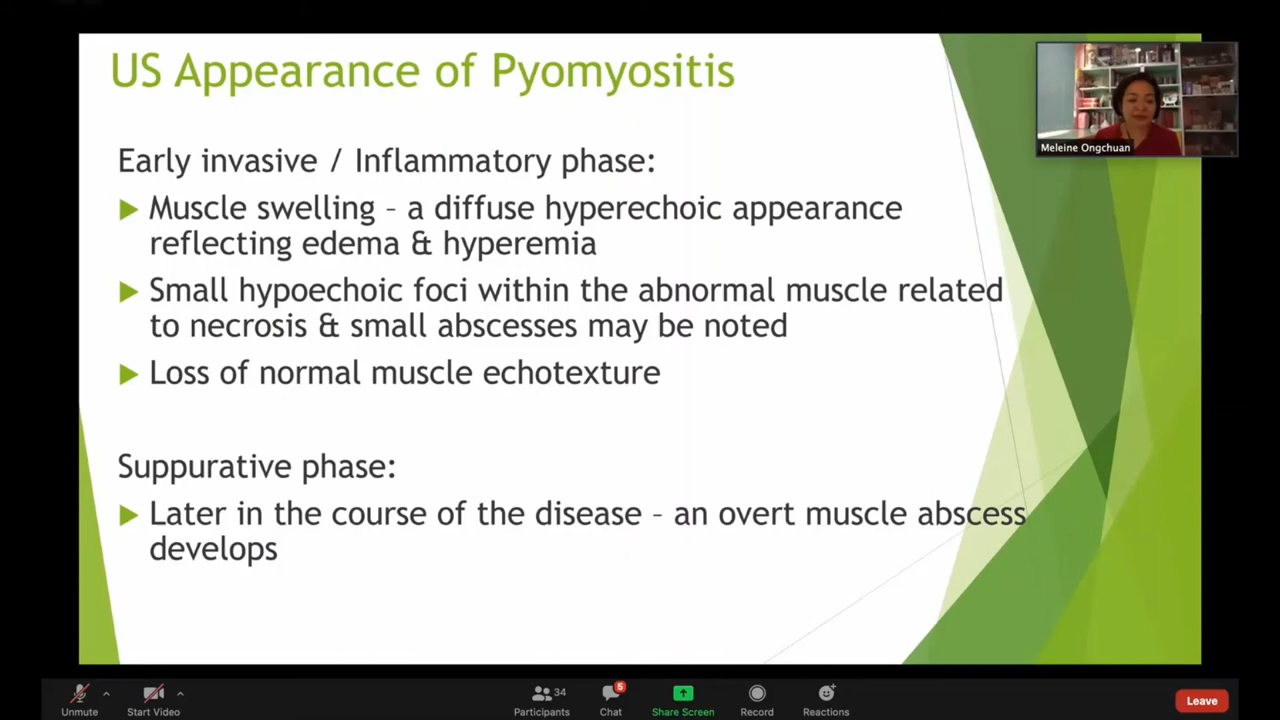 US Appearance of Pyomyositis
Meleine Ongchuan
Early invasive / Inflammatory phase:
Muscle swelling – a diffuse hyperechoic appearance
reflecting edema & hyperemia
Small hypoechoic foci within the abnormal muscle related
to necrosis & small abscesses may be noted
Loss of normal muscle echotexture
Suppurative phase:
Later in the course of the disease – an overt muscle abscess
develops
Unmute
Start Video
34
Participants
5
Chat
Share Screen
Record
Reactions
Leave